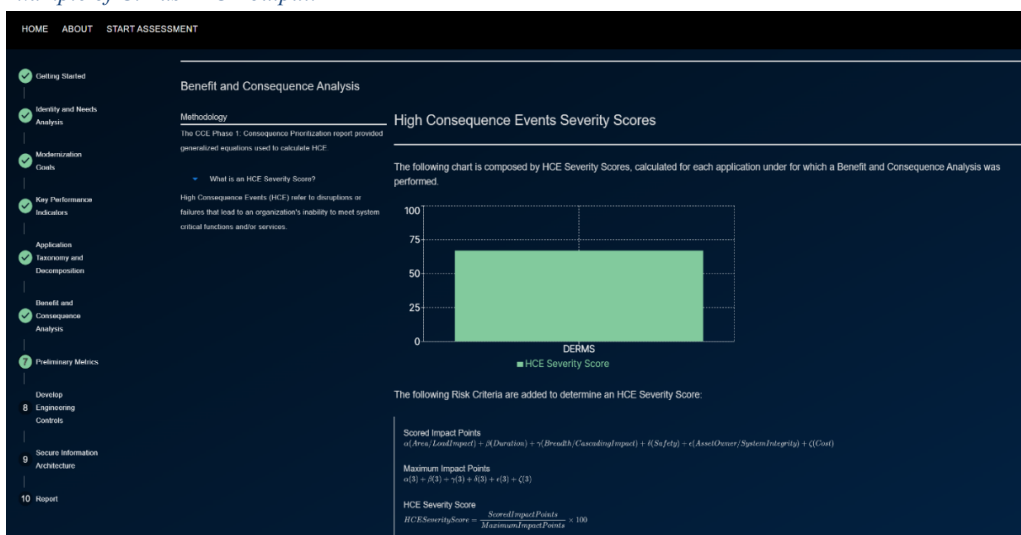 HOME ABOUT START ASSESSMENT
Getting Started
Identity and Needs
Analysis
Modernization
Goals
Key Performance
Indicators
Application
Taxonomy and
Decomposition
Benefit and
Consequence
Analysis
7 Preliminary Metrics
Develop
8 Engineering
Controls
9 Secure Information
Architecture
10 Report
Benefit and Consequence Analysis
Methodology
The CCE Phase 1: Consequence Prioritization report provided
generalized equations used to calculate HCE
What is an HCE Severity Score?
High Consequence Events (HCE) refer to disruptions or
failures that lead to an organization's inability to meet system
critical functions and/or services.
High Consequence Events Severity Scores
The following chart is composed by HCE Severity Scores, calculated for each application under for which a Benefit and Consequence Analysis was
performed.
100
75
50
25
0
DERMS
HCE Severity Score
The following Risk Criteria are added to determine an HCE Severity Score:
Scored Impact Points
α(Area/LoadImpact) + β(Duration) + γ(Breadth/CascadingImpact) + δ(Safety) + ϵ(AssetOwner/SystemIntegrity) + ζ(Cost)
Maximum Impact Points
α(3) + β(3) + γ(3) + δ(3) + ϵ(3) + ζ(3)
HCE Severity Score
HCESeverityScore = ScoredImpactPoints / MaximumImpactPoints × 100